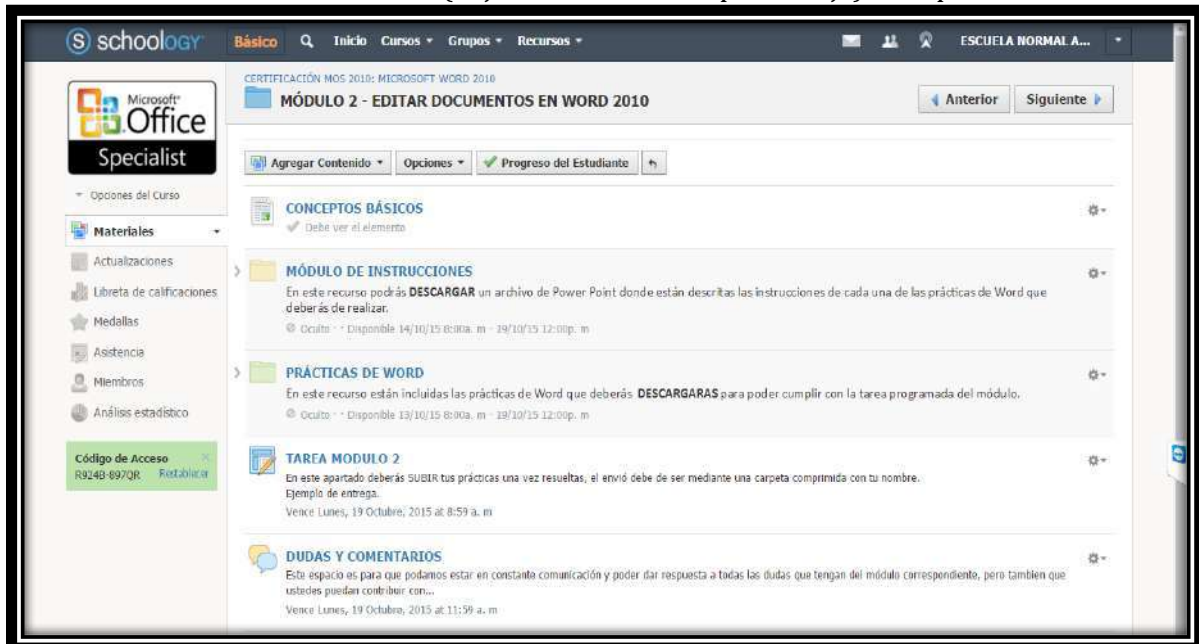 schoology
Básico
Inicio
Cursos
Grupos
Recursos
ESCUELA NORMAL A...
Microsoft
Office
Specialist
Opciones del Curso
Materiales
Actualizaciones
Libreta de calificaciones
Medallas
Asistencia
Miembros
Análisis estadístico
Código de Acceso
R924B-897QR Restablecer
CERTIFICACIÓN MOS 2010: MICROSOFT WORD 2010
MÓDULO 2 - EDITAR DOCUMENTOS EN WORD 2010
Anterior
Siguiente
Agregar Contenido
Opciones
Progreso del Estudiante
CONCEPTOS BÁSICOS
Debe ver el elemento
MÓDULO DE INSTRUCCIONES
En este recurso podrás DESCARGAR un archivo de Power Point donde están descritas las instrucciones de cada una de las prácticas de Word que
deberás de realizar.
Oculto · Disponible 14/10/15 8:00a. m - 19/10/15 12:00p. m
PRÁCTICAS DE WORD
En este recurso están incluidas las prácticas de Word que deberás DESCARGARAS para poder cumplir con la tarea programada del módulo.
Oculto · Disponible 13/10/15 8:00a. m - 19/10/15 12:00p. m
TAREA MODULO 2
En este apartado deberás SUBIR tus prácticas una vez resueltas, el envió debe de ser mediante una carpeta comprimida con tu nombre.
Ejemplo de entrega.
Vence Lunes, 19 Octubre, 2015 at 8:59 a. m
DUDAS Y COMENTARIOS
Este espacio es para que podamos estar en constante comunicación y poder dar respuesta a todas las dudas que tengan del módulo correspondiente, pero tambien que
ustedes puedan contribuir con...
Vence Lunes, 19 Octubre, 2015 at 11:59 a. m